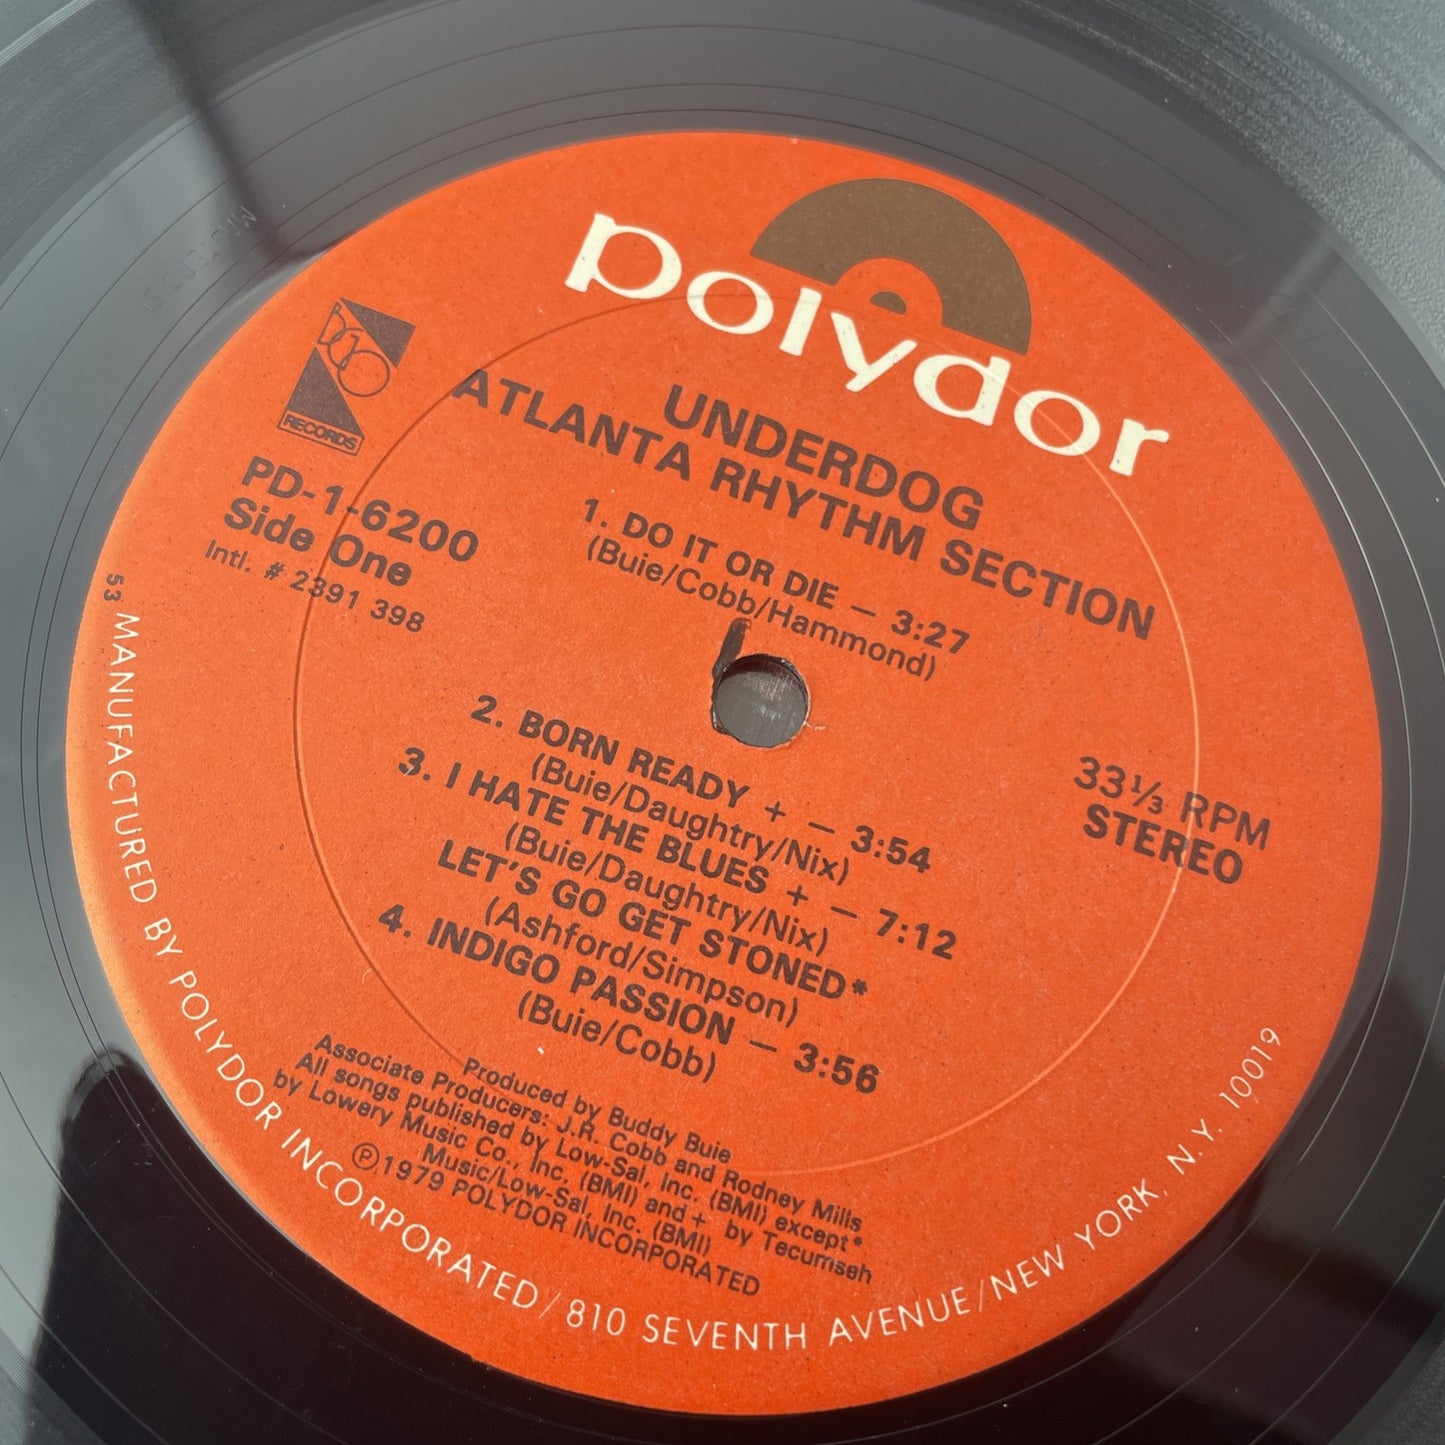 polydor
BGO
RECORDS
UNDERDOG
ATLANTA RHYTHM SECTION
PD-1-6200
Side One
Intl. # 2391 398
1. DO IT OR DIE — 3:27
(Buie/Cobb/Hammond)
2. BORN READY + — 3:54
(Buie/Daughtry/Nix)
3. I HATE THE BLUES + — 7:12
(Buie/Daughtry/Nix)
LET'S GO GET STONED*
(Ashford/Simpson)
4. INDIGO PASSION — 3:56
(Buie/Cobb)
33⅓ RPM
STEREO
Produced by Buddy Buie
Associate Producers: J.R. Cobb and Rodney Mills
All songs published by Low-Sal, Inc. (BMI) except*
by Lowery Music Co., Inc. (BMI) and + by Tecumseh
Music/Low-Sal, Inc. (BMI)
℗1979 POLYDOR INCORPORATED
53 MANUFACTURED BY POLYDOR INCORPORATED / 810 SEVENTH AVENUE/NEW YORK, N.Y. 10019